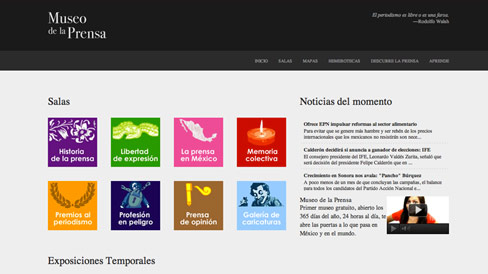 Museo
de la Prensa
El periodismo es libre o es una farsa.
—Rodolfo Walsh
INICIO SALAS MAPAS HEMEROTECAS DESCUBRE LA PRENSA APRENDE
Salas
Historia
de la prensa
Libertad
de expresión
La prensa
en México
Memoria
colectiva
Premios al
periodismo
Profesión
en peligro
Prensa
de opinión
Galería de
caricaturas
Exposiciones Temporales
Noticias del momento
Ofrece EPN impulsar reformas al sector alimentario
Para evitar que se genere más hambre y ser rehén de los precios
internacionales que los mexicanos no resistirán son nece...
Calderón decidirá si anuncia a ganador de elecciones: IFE
El consejero presidente del IFE, Leonardo Valdés Zurita, señaló que
será decisión del presidente Felipe Calderón que en ...
Crecimiento en Sonora nos avala: "Pancho" Búrquez
A poco menos de un mes de que concluyan las campañas, el balance
para todos los candidatos del Partido Acción Nacional e...
Museo de la Prensa
Primer museo gratuito, abierto los
365 días del año, 24 horas al día, te
abre las puertas a lo que pasa en
México y en el mundo.